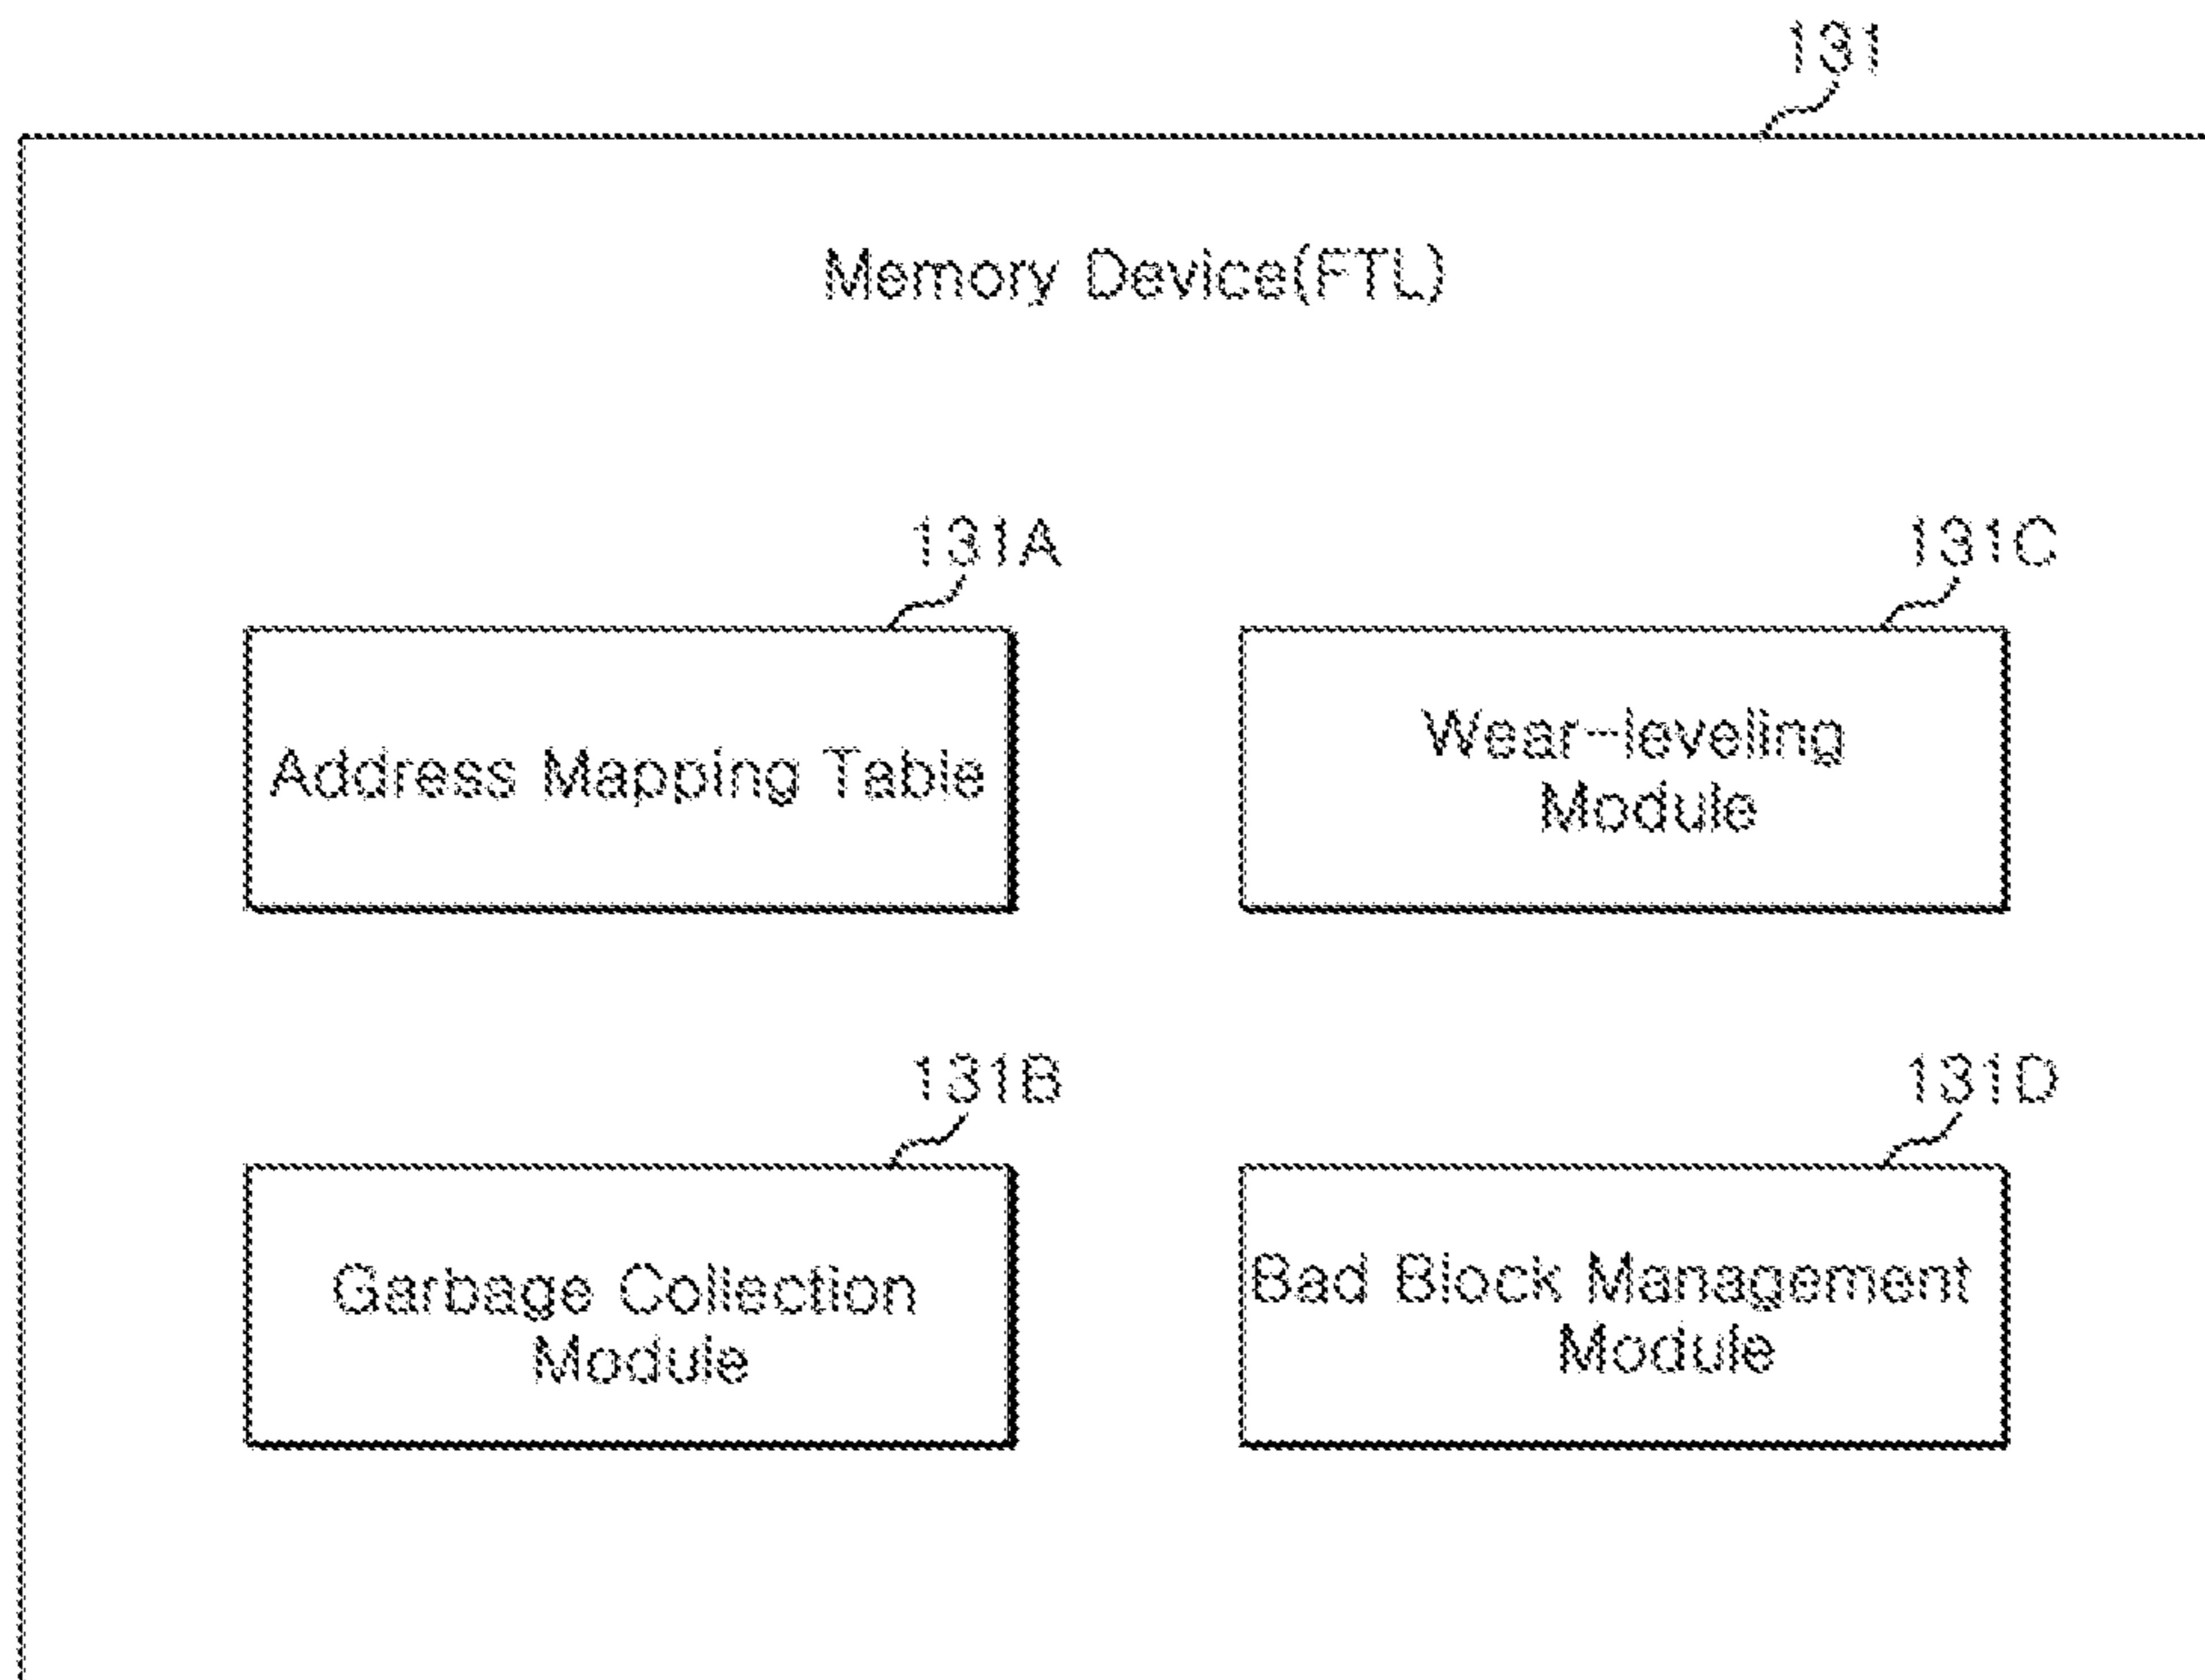 131
Memory Device(FTL)
131A
131C
Address Mapping Table
Wear-leveling
Module
131B
131D
Garbage Collection
Module
Bad Block Management
Module